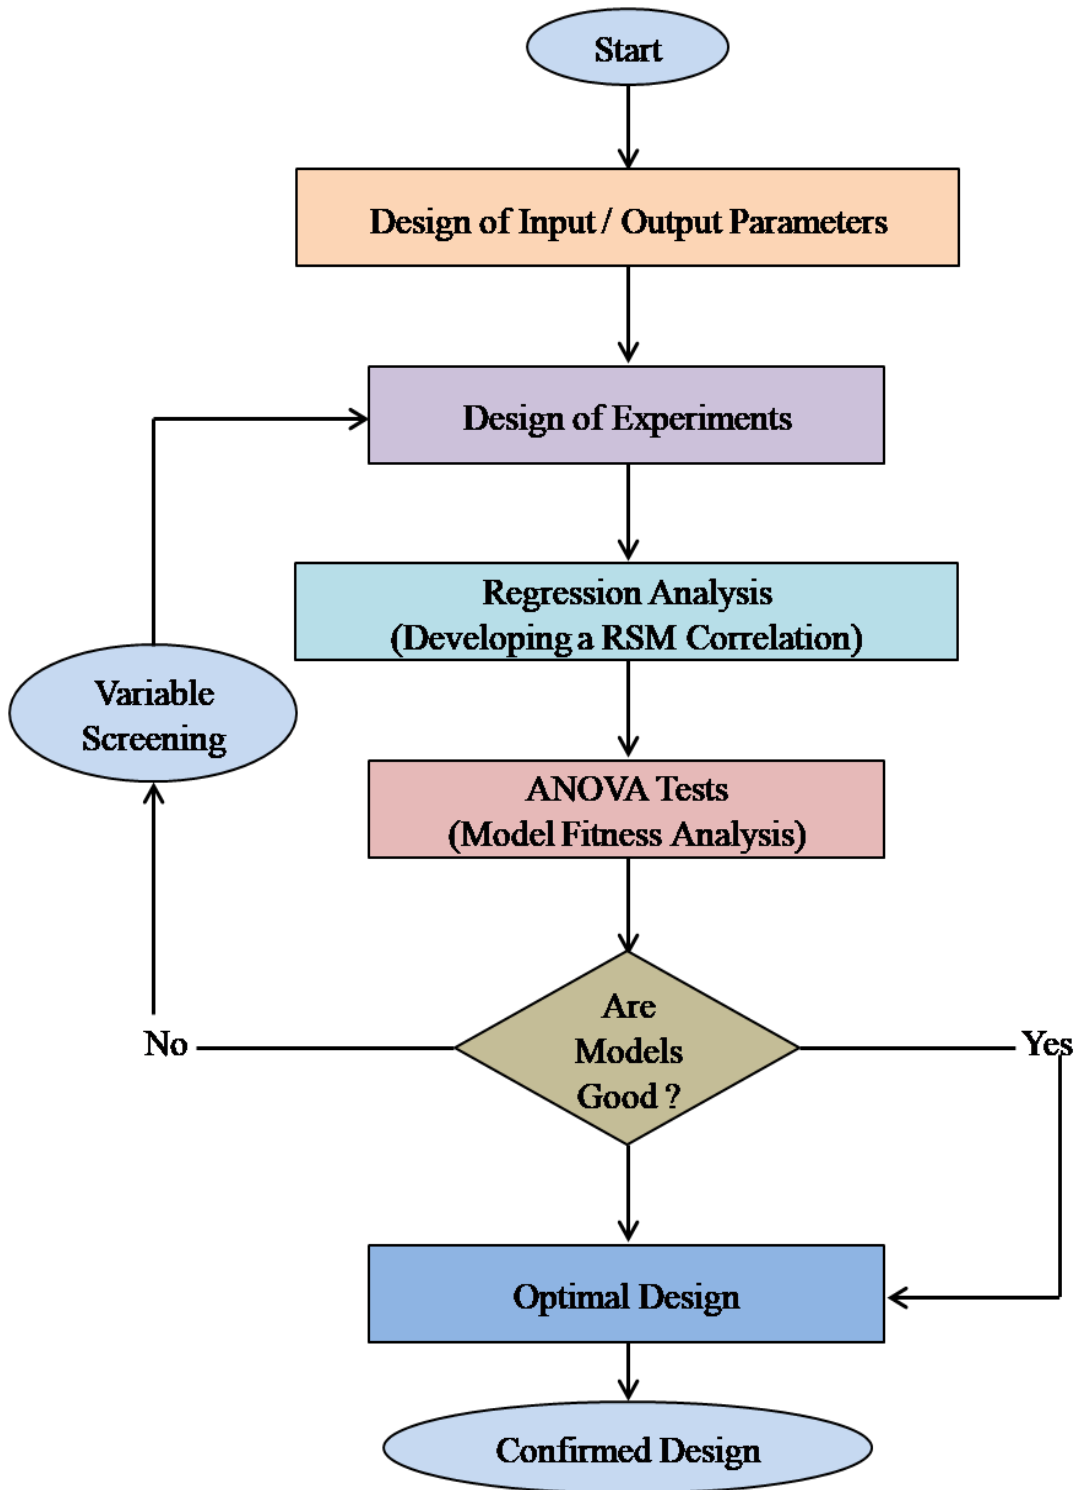 Start
Design of Input / Output Parameters
Design of Experiments
Regression Analysis
(Developing a RSM Correlation)
Variable
Screening
ANOVA Tests
(Model Fitness Analysis)
Are
Models
Good ?
No
Yes
Optimal Design
Confirmed Design